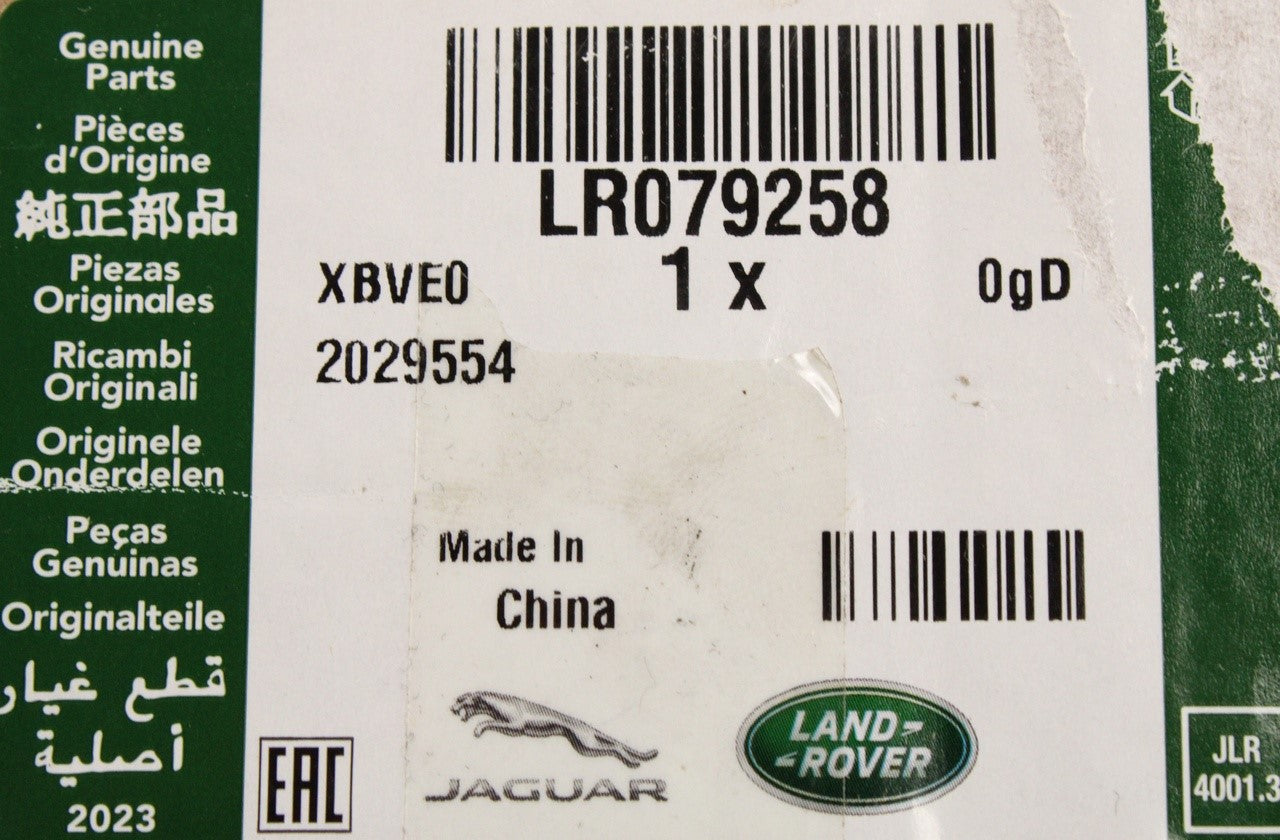 Genuine
Parts
Pièces
d'Origine
純正部品
Piezas
Originales
Ricambi
Originali
Originele
Onderdelen
Peças
Genuinas
Originalteile
قطع غيار
أصلية
2023
LR079258
XBVE0
1 x
0gD
2029554
Made In
China
EAC
JAGUAR
LAND-
-ROVER
JLR
4001.3